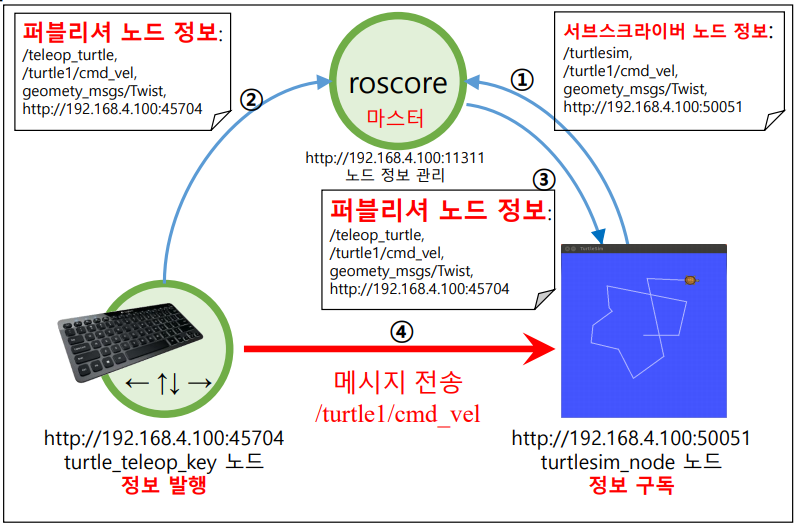 퍼블리셔 노드 정보:
/teleop_turtle,
/turtle1/cmd_vel,
geomety_msgs/Twist,
http://192.168.4.100:45704
②
roscore
마스터
http://192.168.4.100:11311
노드 정보 관리
①
서브스크라이버 노드 정보:
/turtlesim,
/turtle1/cmd_vel,
geomety_msgs/Twist,
http://192.168.4.100:50051
③
퍼블리셔 노드 정보:
/teleop_turtle,
/turtle1/cmd_vel,
geomety_msgs/Twist,
http://192.168.4.100:45704
TurtleSim
← ↑↓ →
④
메시지 전송
/turtle1/cmd_vel
http://192.168.4.100:45704
turtle_teleop_key 노드
정보 발행
http://192.168.4.100:50051
turtlesim_node 노드
정보 구독